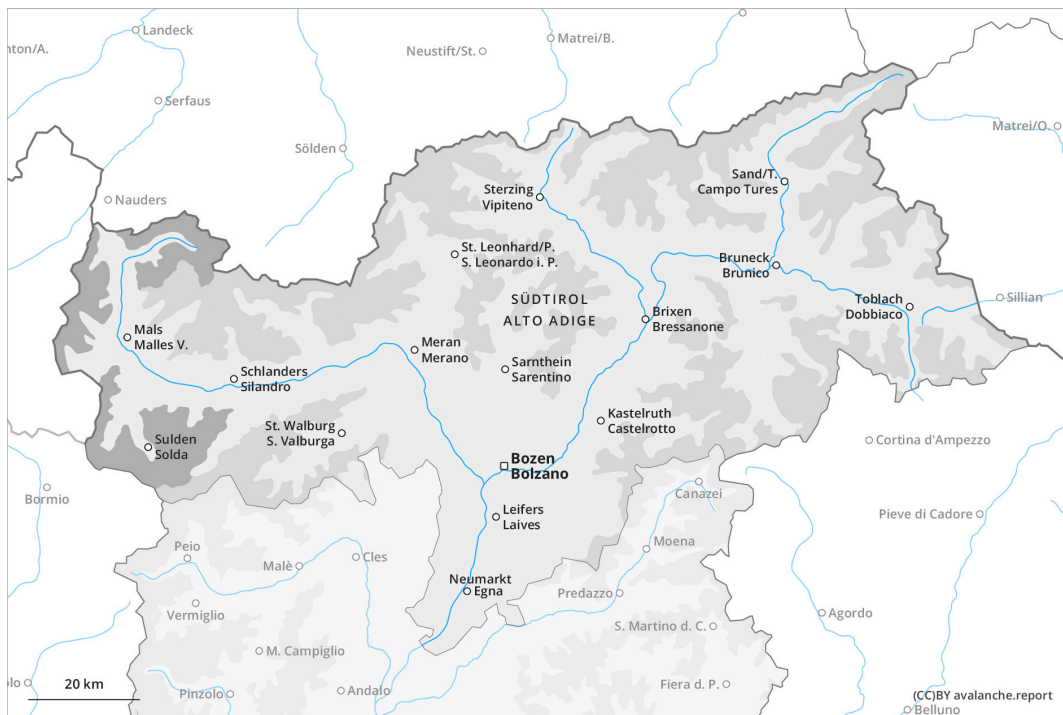 Landeck
Matrei/B.
Neustift/St.
nton/A.
Serfaus
Matrei/O.
Sölden
Sand/T.
Campo Tures
Sterzing
Vipiteno
Nauders
St. Leonhard/P.
S. Leonardo i. P.
Bruneck
Brunico
SÜDTIROL
ALTO ADIGE
Toblach
Dobbiaco
Sillian
Brixen
Bressanone
Mals
Malles V.
Meran
Merano
Sarnthein
Sarentino
Schlanders
Silandro
Kastelruth
Castelrotto
St. Walburg
S. Valburga
Sulden
Solda
Cortina d'Ampezzo
Bozen
Bolzano
Bormio
Canazei
Leifers
Laives
Pieve di Cadore
Moena
Peio
Cles
Malè
Neumarkt
Egna
Predazzo
Vermiglio
Agordo
S. Martino d. C.
M. Campiglio
20 km
Pinzolo
Andalo
Fiera d. P.
olo
(CC)BY avalanche.report
Belluno